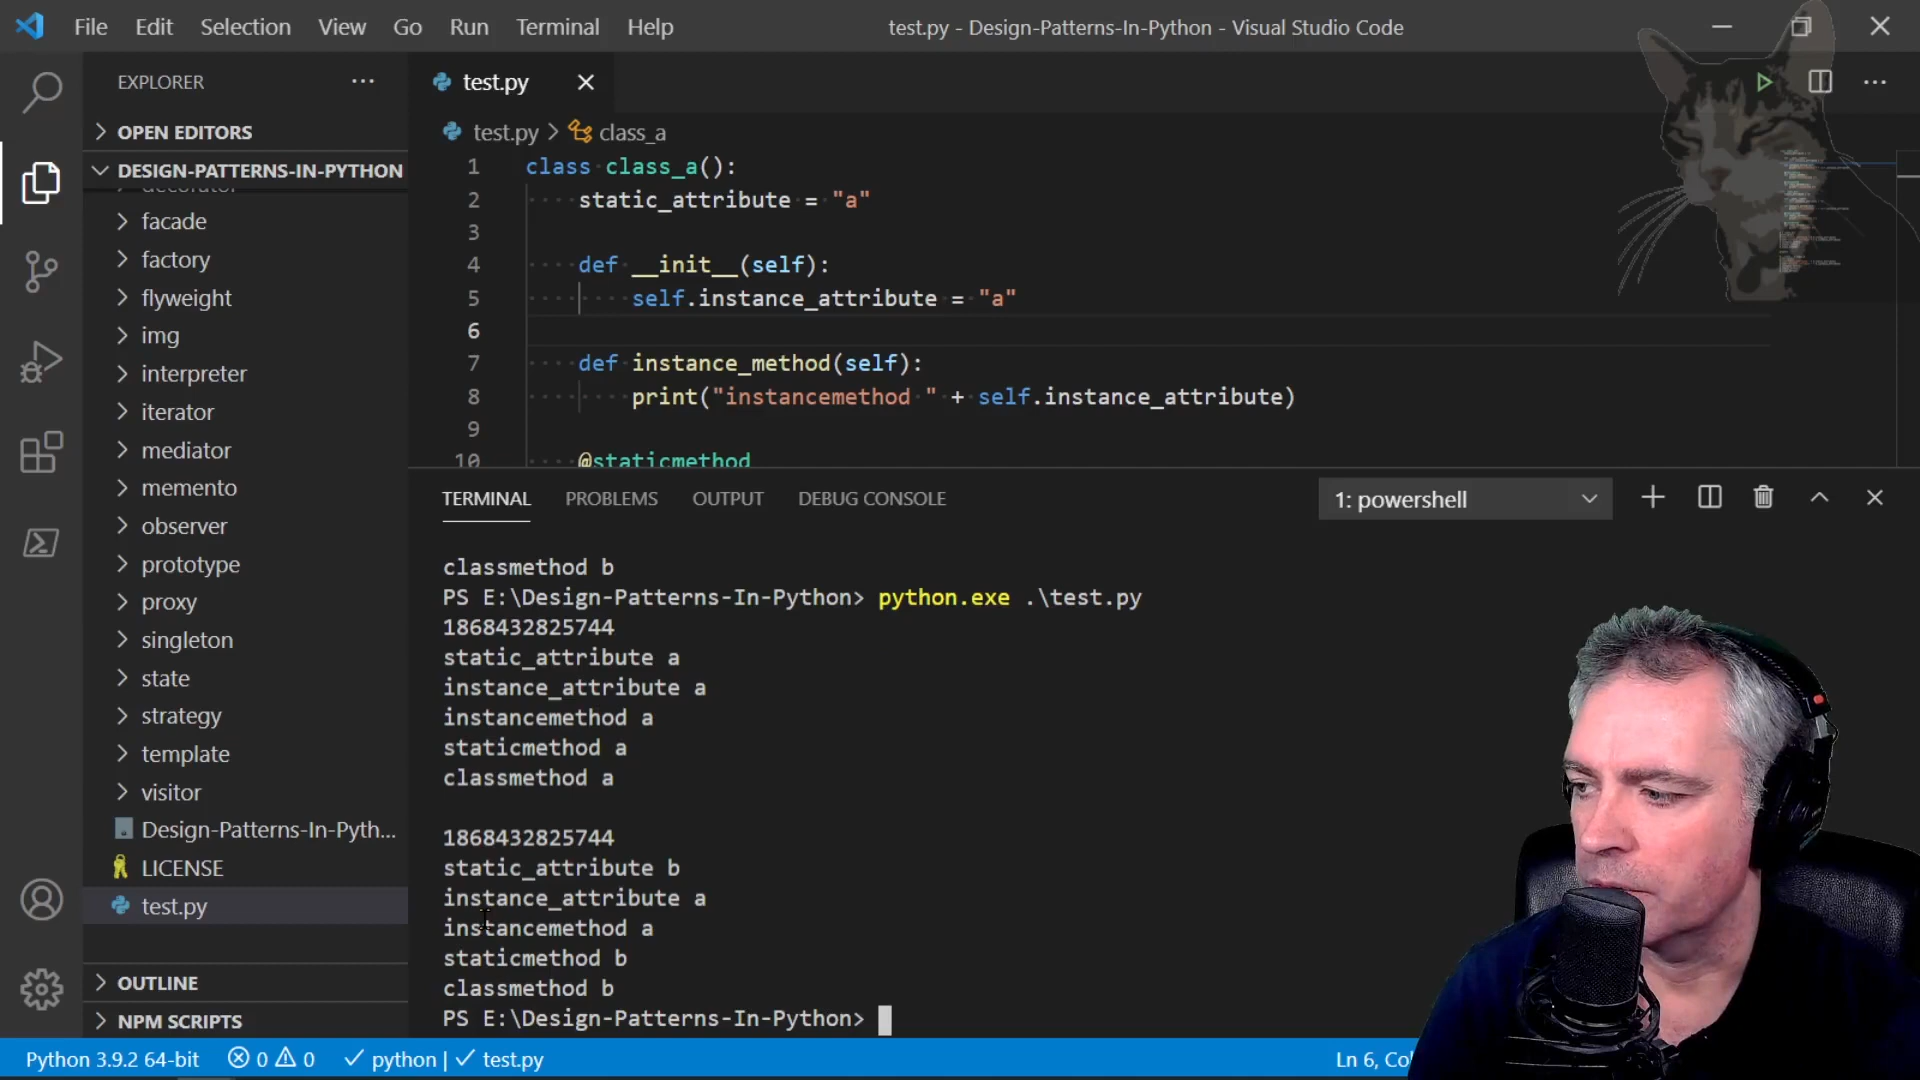 File Edit Selection View Go Run Terminal Help
test.py - Design-Patterns-In-Python - Visual Studio Code
EXPLORER
OPEN EDITORS
DESIGN-PATTERNS-IN-PYTHON
decorator
facade
factory
flyweight
img
interpreter
iterator
mediator
memento
observer
prototype
proxy
singleton
state
strategy
template
visitor
Design-Patterns-In-Pyth...
LICENSE
test.py
OUTLINE
NPM SCRIPTS
test.py
test.py > class_a
1 class class_a():
2 static_attribute = "a"
3
4 def __init__(self):
5 self.instance_attribute = "a"
6
7 def instance_method(self):
8 print("instancemethod " + self.instance_attribute)
9
10 @staticmethod
TERMINAL PROBLEMS OUTPUT DEBUG CONSOLE
1: powershell
classmethod b
PS E:\Design-Patterns-In-Python> python.exe .\test.py
1868432825744
static_attribute a
instance_attribute a
instancemethod a
staticmethod a
classmethod a
1868432825744
static_attribute b
instance_attribute a
instancemethod a
staticmethod b
classmethod b
PS E:\Design-Patterns-In-Python>
Python 3.9.2 64-bit 0 0 python | test.py
Ln 6,